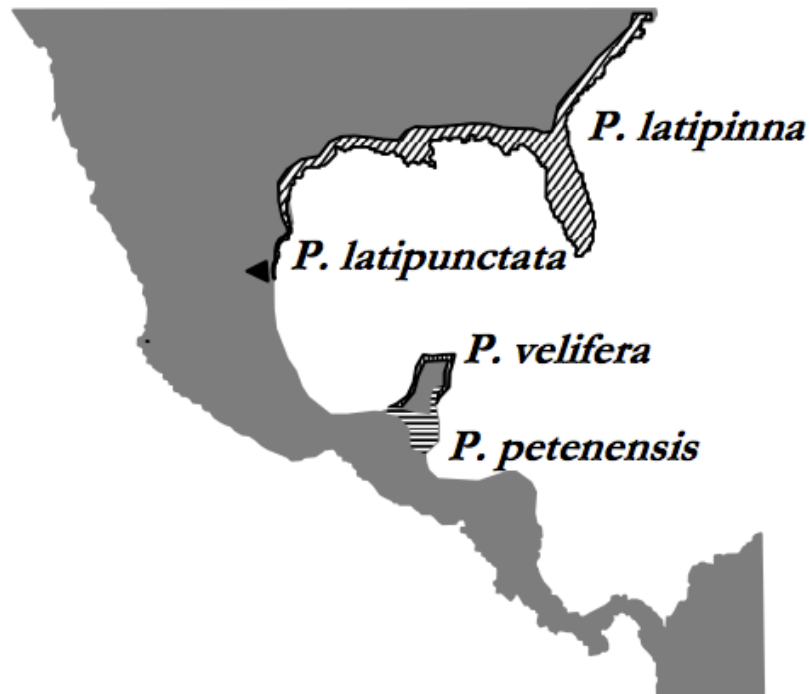 P. latipinna
P. latipunctata
P. velifera
P. petenensis